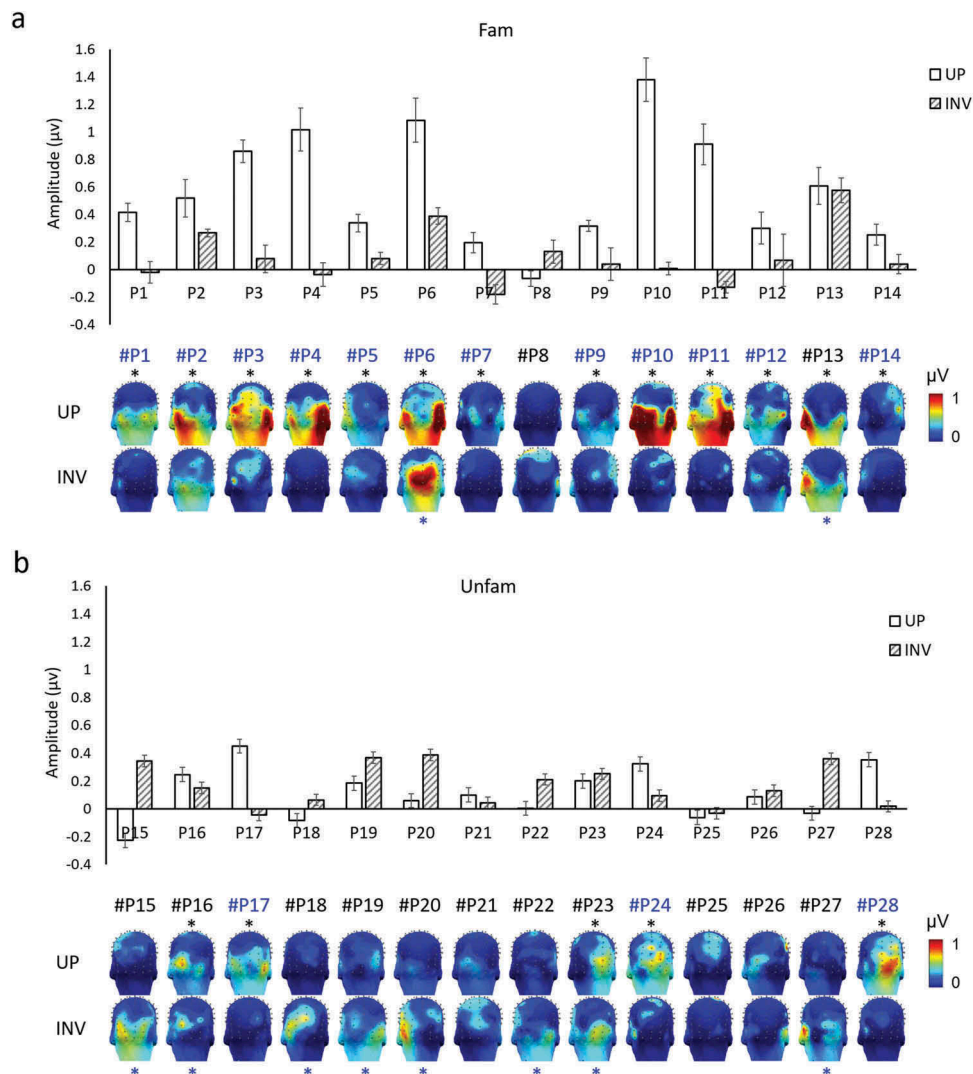 a
Fam
1.6
1.4
1.2
1
0.8
0.6
0.4
0.2
0
-0.2
-0.4
Amplitude (μv)
UP
INV
P1 P2 P3 P4 P5 P6 P7 P8 P9 P10 P11 P12 P13 P14
#P1 #P2 #P3 #P4 #P5 #P6 #P7 #P8 #P9 #P10 #P11 #P12 #P13 #P14
* * * * * * * * * * * * *
μV
1
0
UP
INV
* *
b
Unfam
1.6
1.4
1.2
1
0.8
0.6
0.4
0.2
0
-0.2
-0.4
Amplitude (μv)
UP
INV
P15 P16 P17 P18 P19 P20 P21 P22 P23 P24 P25 P26 P27 P28
#P15 #P16 #P17 #P18 #P19 #P20 #P21 #P22 #P23 #P24 #P25 #P26 #P27 #P28
* * * * *
μV
1
0
UP
INV
* * * * * * * *